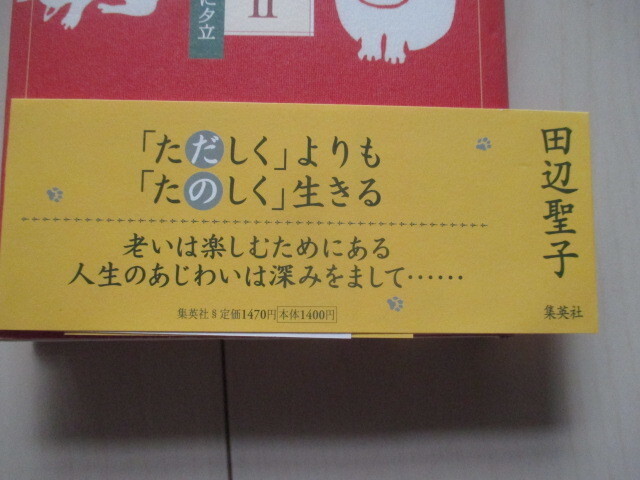 に夕立
II
「ただしく」よりも
「たのしく」生きる
老いは楽しむためにある
人生のあじわいは深みをまして……
集英社 定価1470円 本体1400円
田辺聖子
集英社